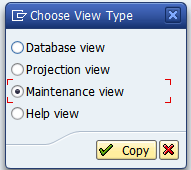 Choose View Type
Database view
Projection view
Maintenance view
Help view
Copy